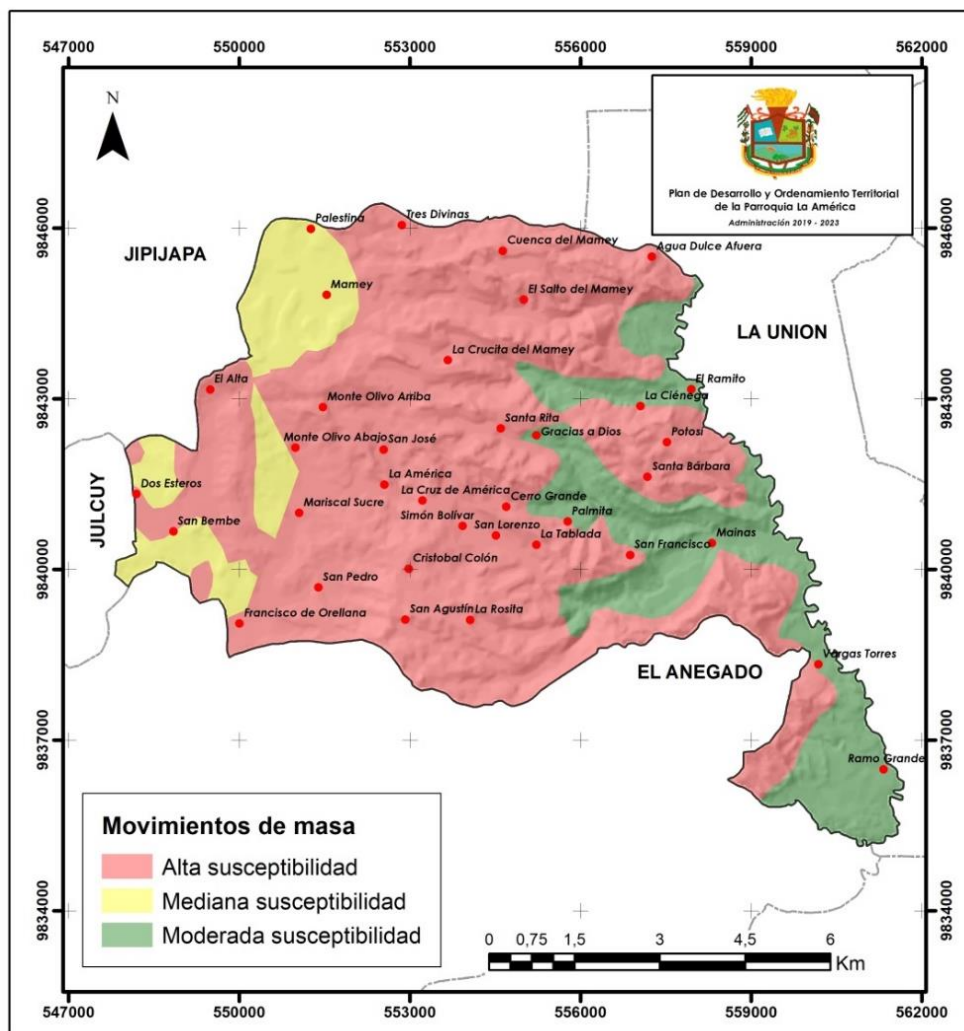 547000 550000 553000 556000 559000 562000
N
Plan de Desarrollo y Ordenamiento Territorial
de la Parroquia La América
Administración 2019 - 2023
9846000 9846000
Palestina
Tres Divinas
Cuenca del Mamey
Agua Dulce Afuera
JIPIJAPA
Mamey
El Salto del Mamey
LA UNION
La Crucita del Mamey
El Alta
El Ramito
9843000 9843000
Monte Olivo Arriba
La Ciénega
Santa Rita
Gracias a Dios
Potosí
Monte Olivo Abajo
San José
Santa Bárbara
La América
Dos Esteros
La Cruz de América
Cerro Grande
Mariscal Sucre
Simón Bolívar
Palmita
JULCUY
San Bembe
San Lorenzo
La Tablada
San Francisco
Mainas
9840000 9840000
Cristobal Colón
San Pedro
Francisco de Orellana
San Agustín
La Rosita
EL ANEGADO
Vargas Torres
9837000 9837000
Ramo Grande
Movimientos de masa
Alta susceptibilidad
Mediana susceptibilidad
Moderada susceptibilidad
9834000 9834000
0 0,75 1,5 3 4,5 6
Km
547000 550000 553000 556000 559000 562000